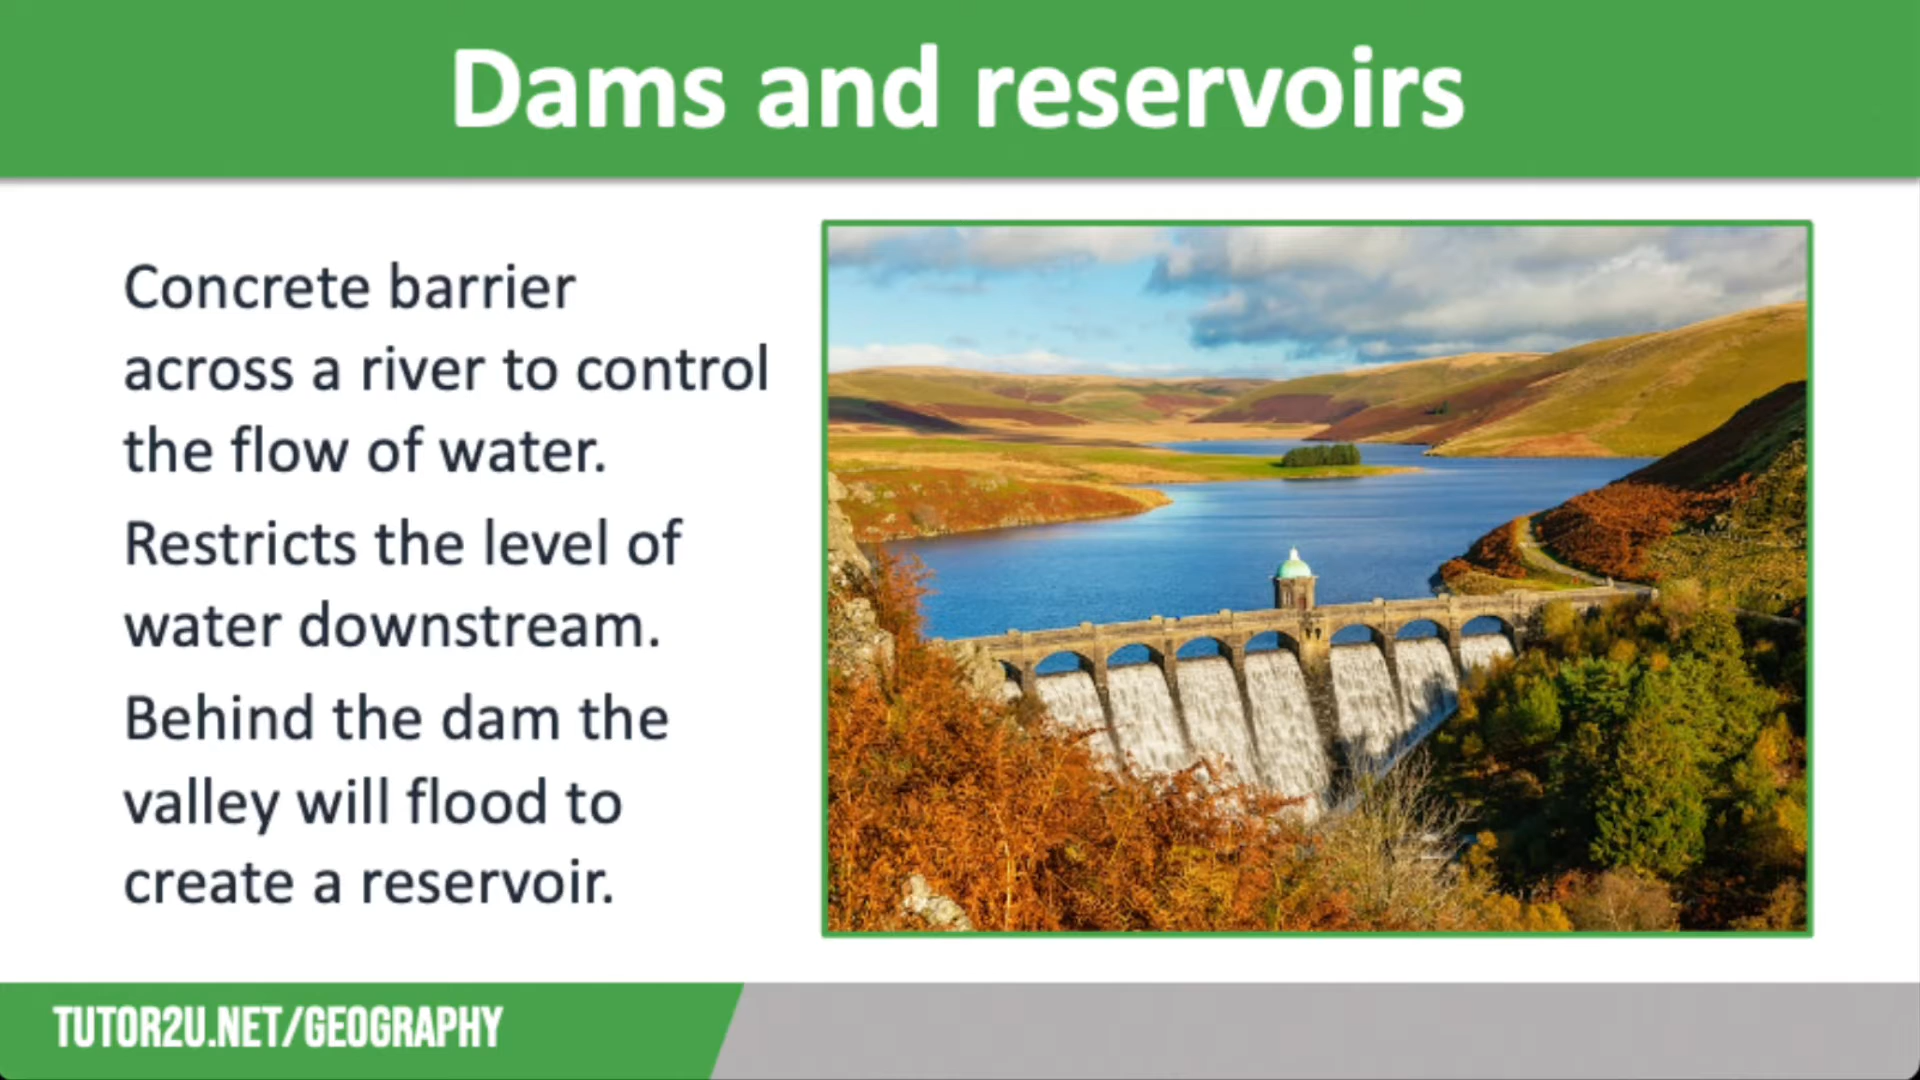 Dams and reservoirs
Concrete barrier
across a river to control
the flow of water.
Restricts the level of
water downstream.
Behind the dam the
valley will flood to
create a reservoir.
TUTOR2U.NET/GEOGRAPHY